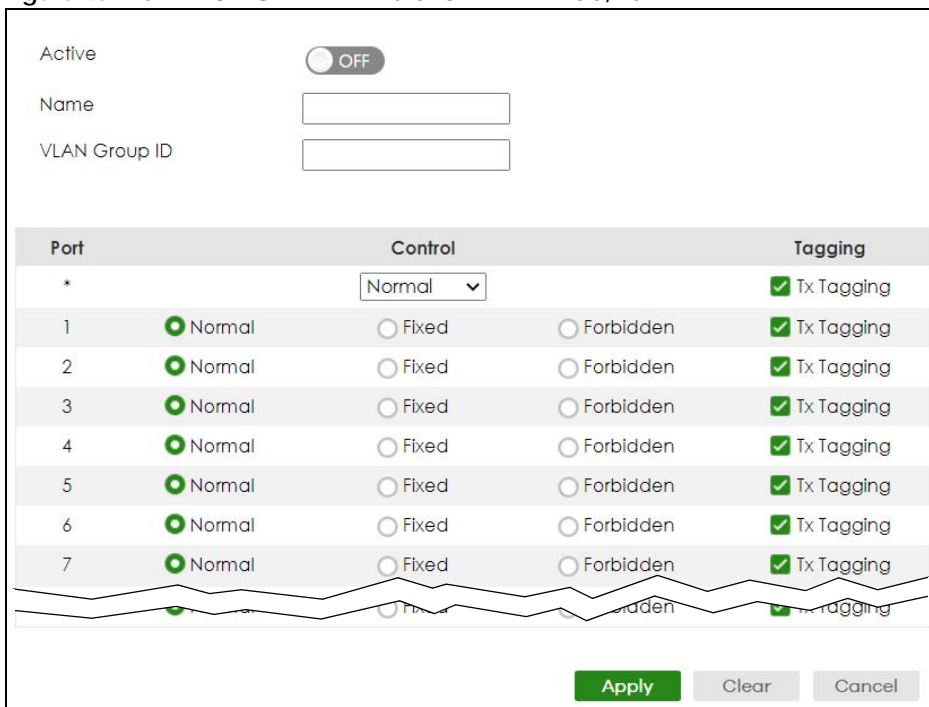 Active OFF
Name
VLAN Group ID
Port Control Tagging
* Normal Tx Tagging
1 Normal Fixed Forbidden Tx Tagging
2 Normal Fixed Forbidden Tx Tagging
3 Normal Fixed Forbidden Tx Tagging
4 Normal Fixed Forbidden Tx Tagging
5 Normal Fixed Forbidden Tx Tagging
6 Normal Fixed Forbidden Tx Tagging
7 Normal Fixed Forbidden Tx Tagging
Apply Clear Cancel